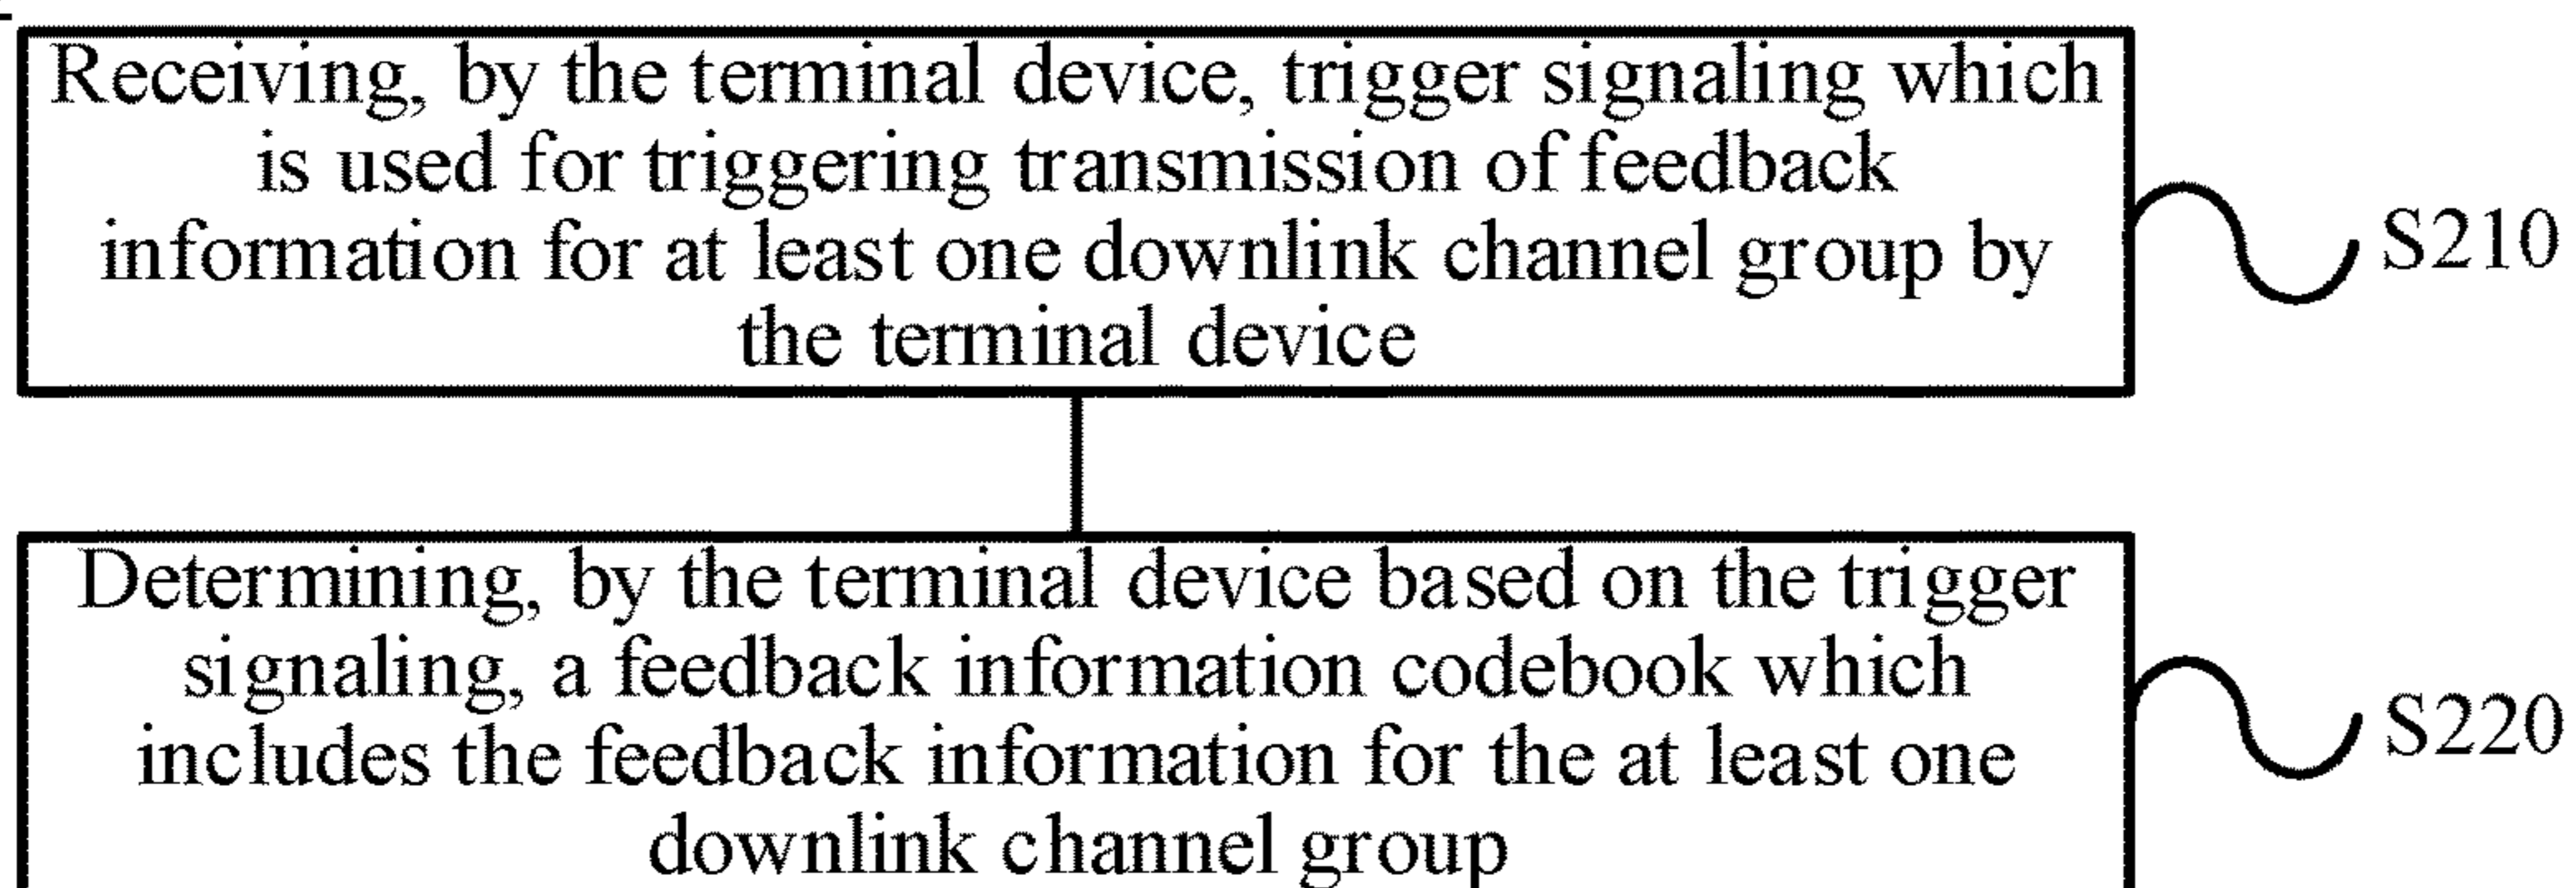 Receiving, by the terminal device, trigger signaling which
is used for triggering transmission of feedback
information for at least one downlink channel group by
the terminal device
S210
Determining, by the terminal device based on the trigger
signaling, a feedback information codebook which
includes the feedback information for the at least one
downlink channel group
S220